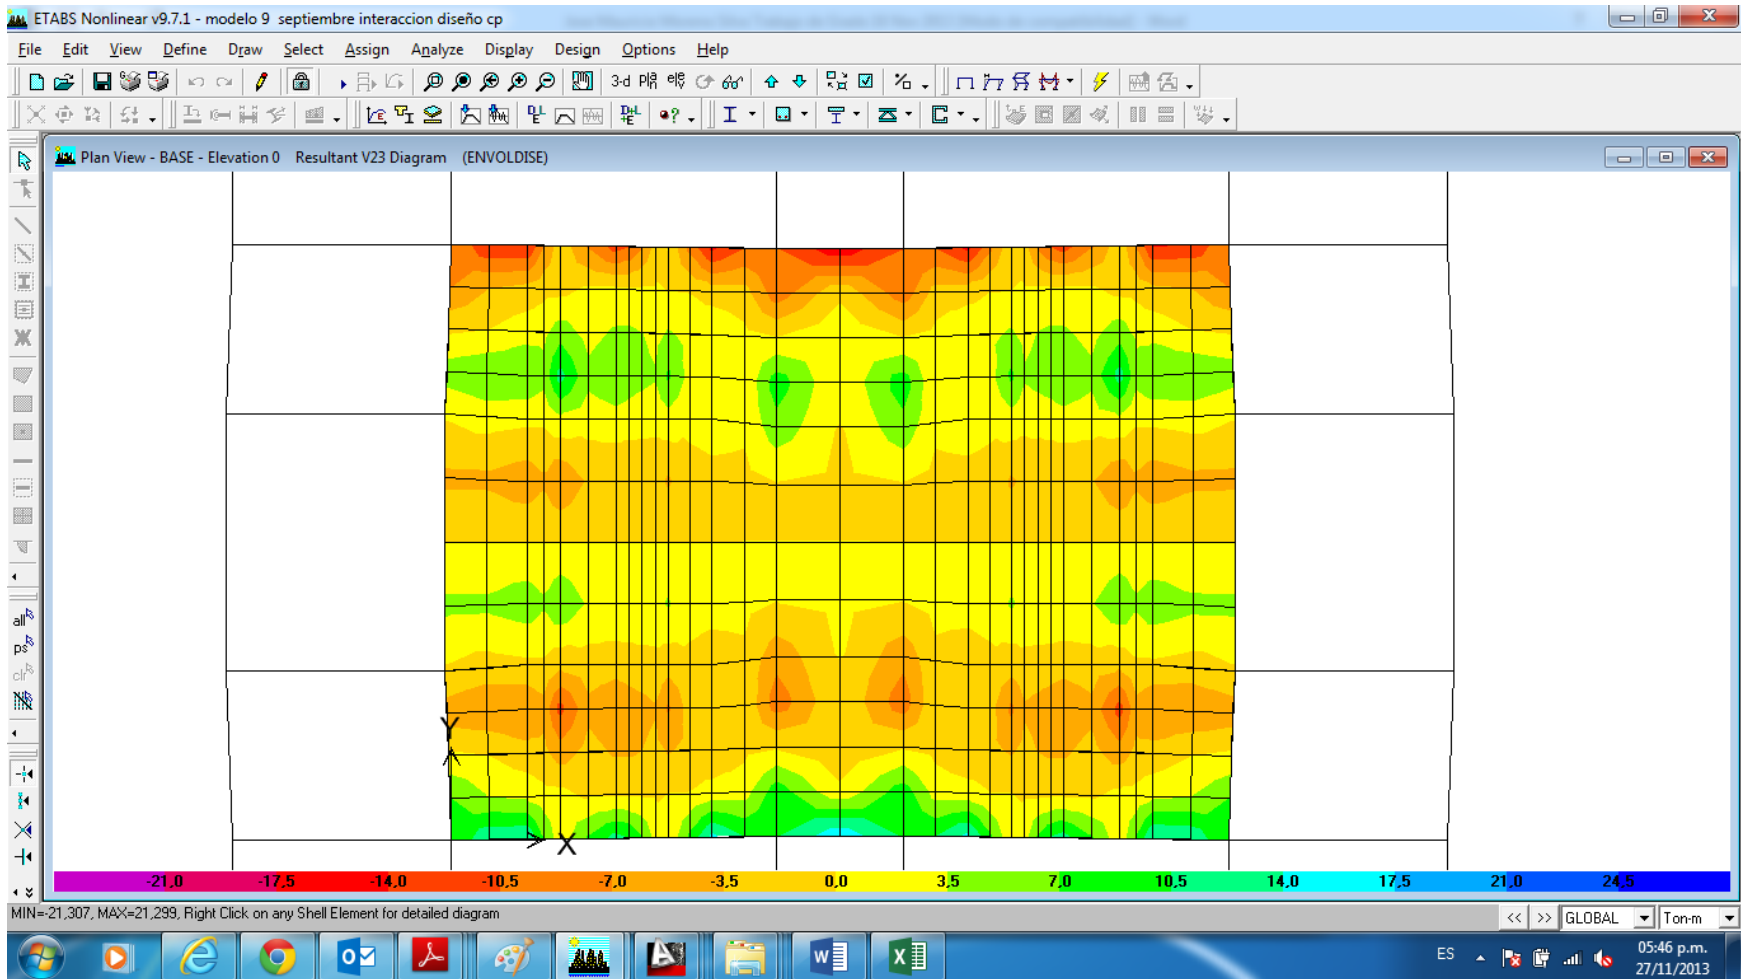 ETABS Nonlinear v9.7.1 - modelo 9 septiembre interaccion diseño cp
File Edit View Define Draw Select Assign Analyze Display Design Options Help
3-d
Plan View - BASE - Elevation 0 Resultant V23 Diagram (ENVOLDISE)
all
ps
clr
Y
X
-21,0 -17,5 -14,0 -10,5 -7,0 -3,5 0,0 3,5 7,0 10,5 14,0 17,5 21,0 24,5
MIN=-21,307, MAX=21,299, Right Click on any Shell Element for detailed diagram << >> GLOBAL Ton-m
ES 05:46 p.m.
27/11/2013